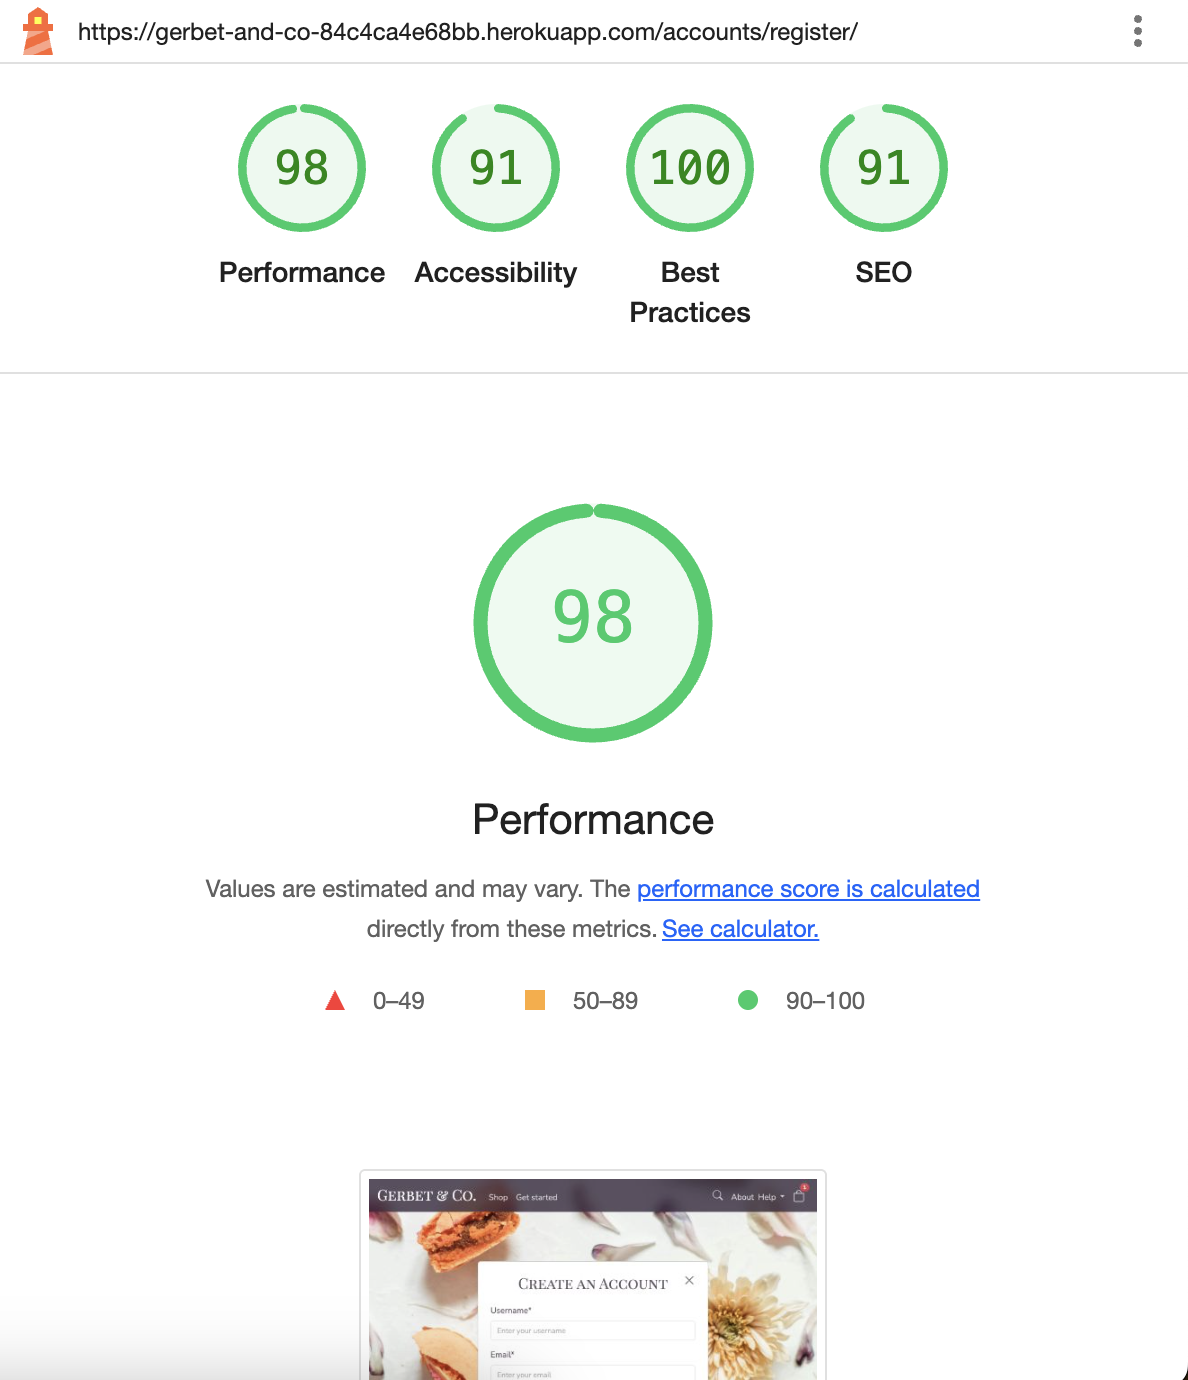 https://gerbet-and-co-84c4ca4e68bb.herokuapp.com/accounts/register/
98
91
100
91
Performance
Accessibility
Best
Practices
SEO
98
Performance
Values are estimated and may vary. The performance score is calculated
directly from these metrics. See calculator.
0–49
50–89
90–100
GERBET & CO.
Shop
Get started
About
Help
1
CREATE AN ACCOUNT
Username*
Enter your username
Email*
Enter your email